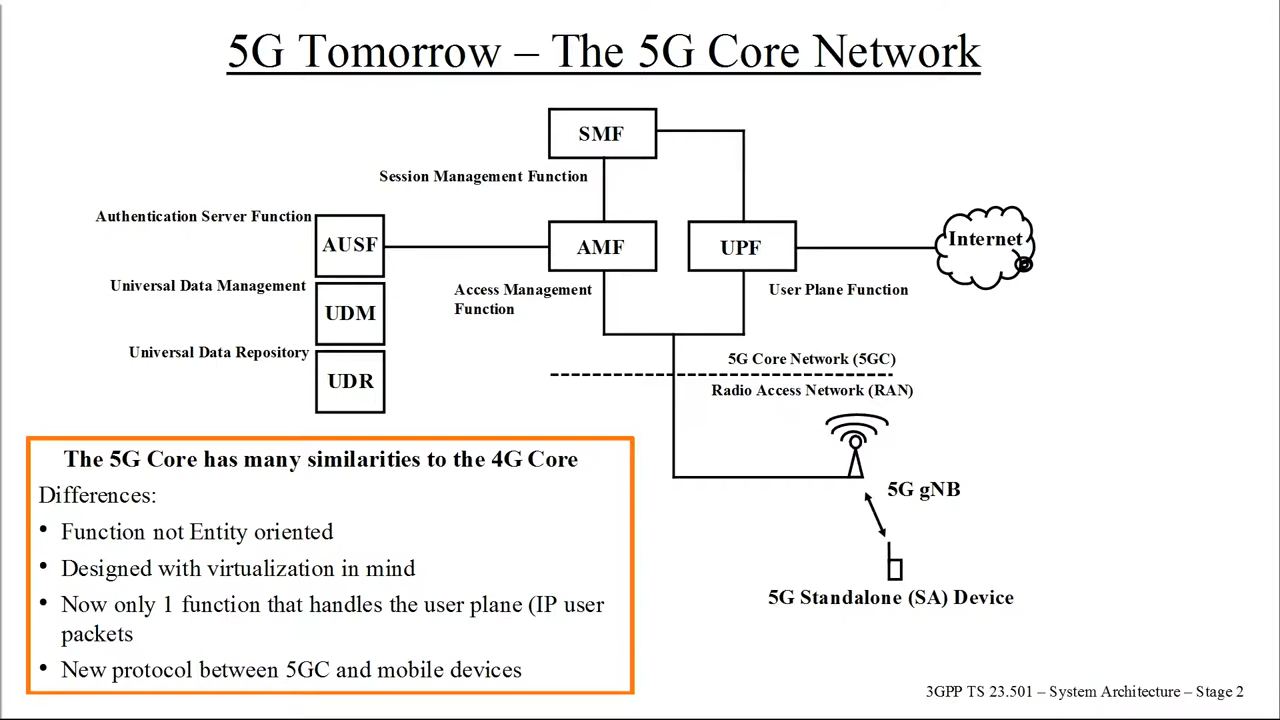 5G Tomorrow – The 5G Core Network
SMF
Session Management Function
Authentication Server Function
AUSF
AMF
UPF
Internet
Universal Data Management
Access Management
Function
User Plane Function
UDM
Universal Data Repository
UDR
5G Core Network (5GC)
Radio Access Network (RAN)
5G gNB
5G Standalone (SA) Device
The 5G Core has many similarities to the 4G Core
Differences:
• Function not Entity oriented
• Designed with virtualization in mind
• Now only 1 function that handles the user plane (IP user
packets
• New protocol between 5GC and mobile devices
3GPP TS 23.501 – System Architecture – Stage 2